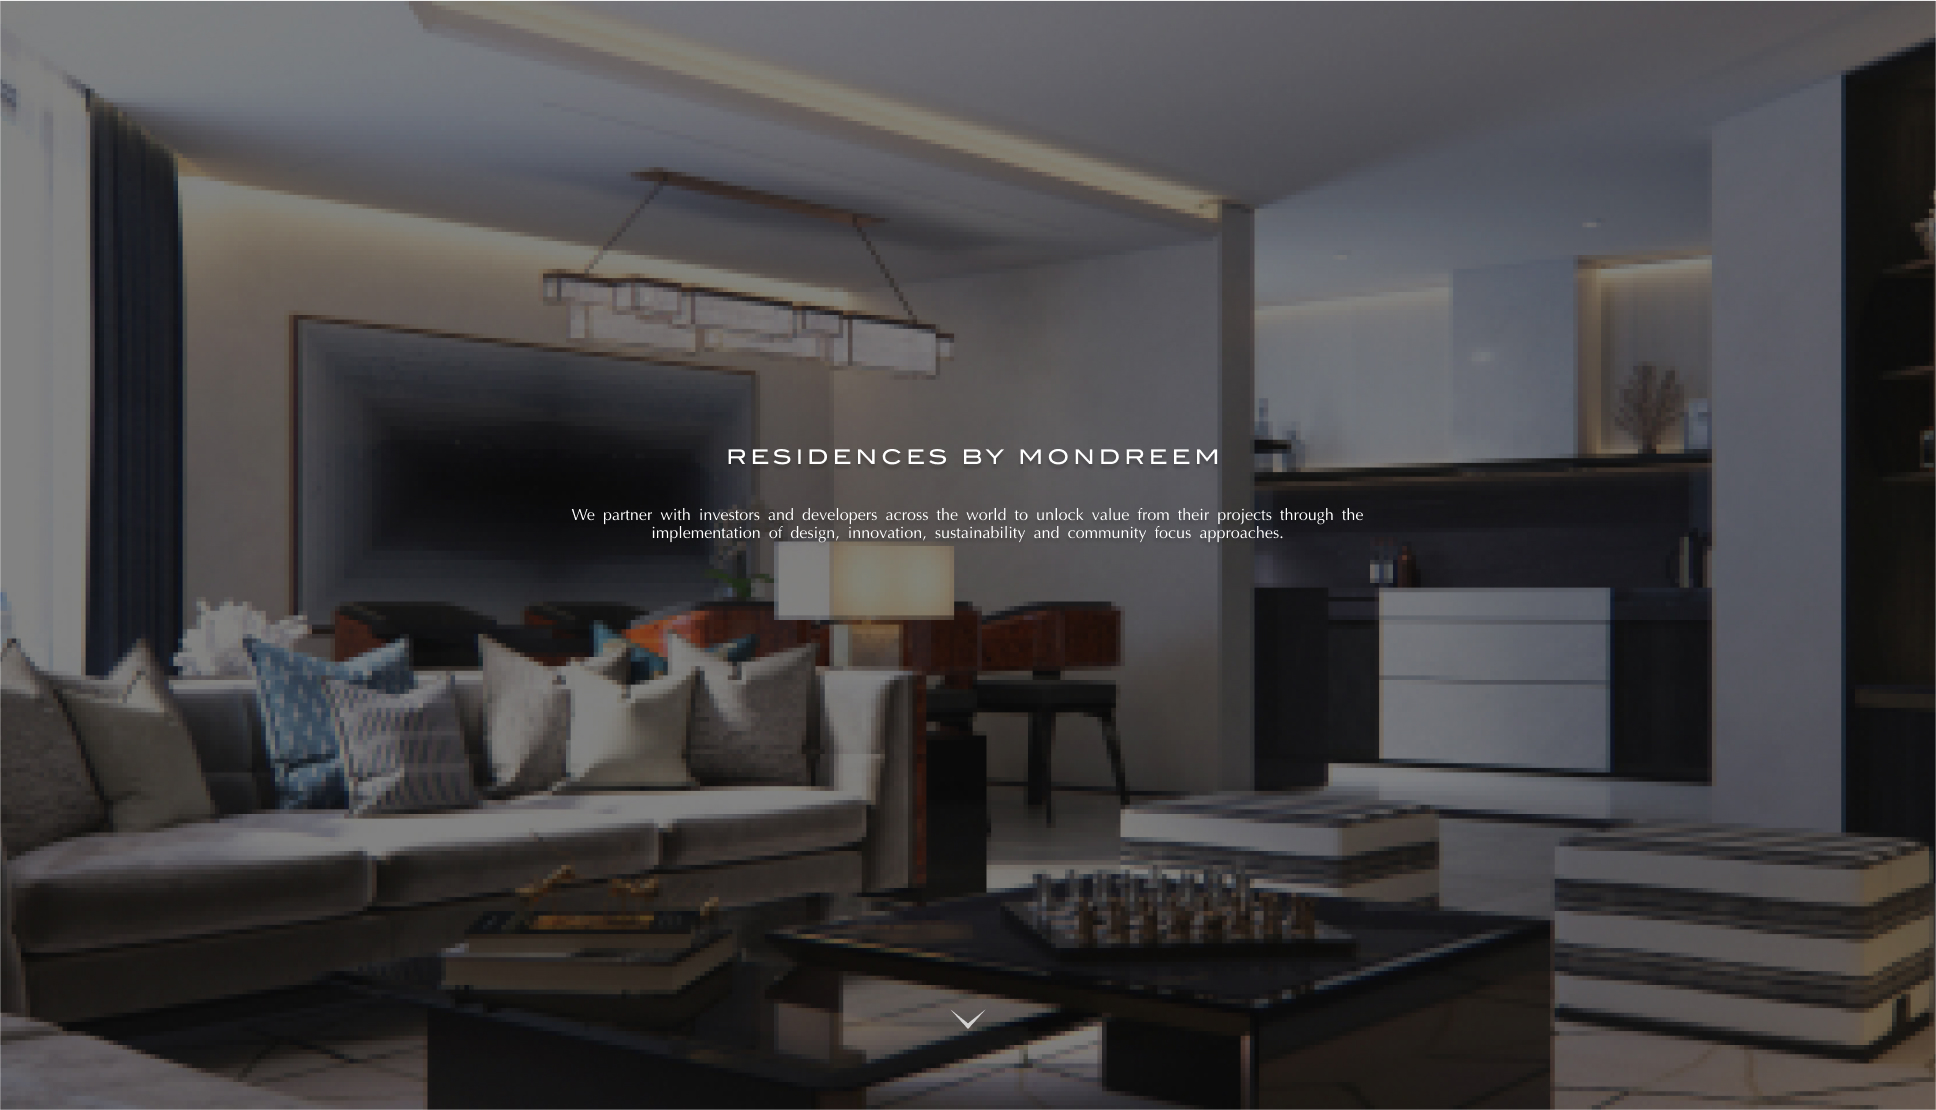 RESIDENCES BY MONDREEM
We partner with investors and developers across the world to unlock value from their projects through the
implementation of design, innovation, sustainability and community focus approaches.